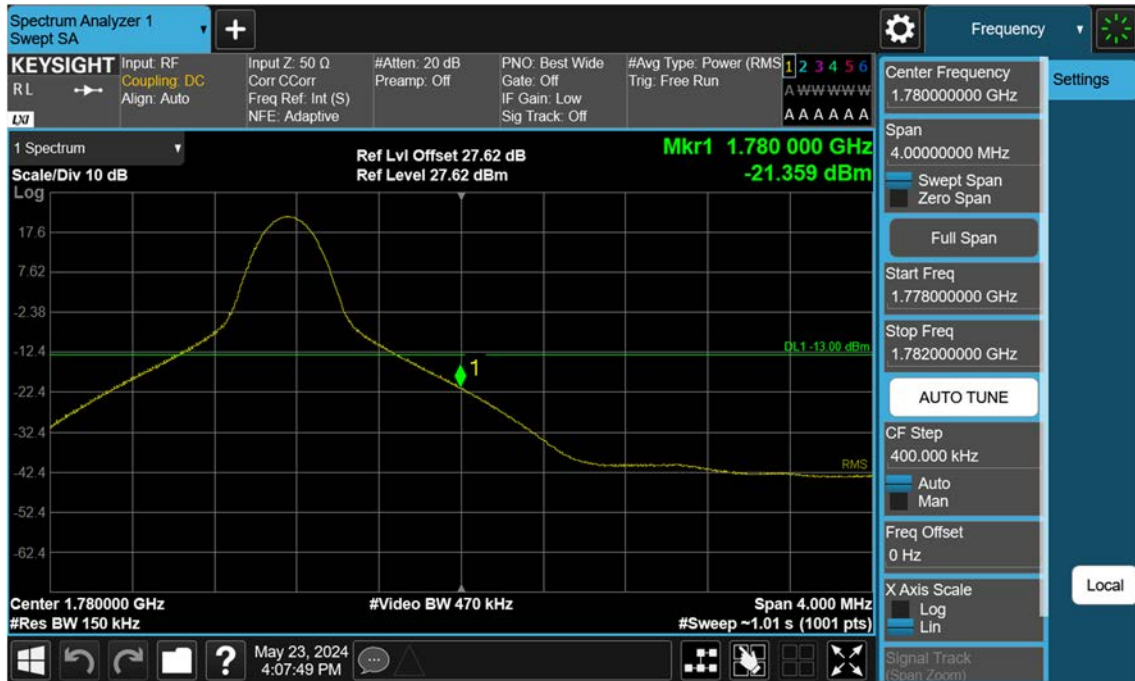 Spectrum Analyzer 1
Swept SA
+
Frequency
KEYSIGHT
R L
LXI
Input: RF
Coupling: DC
Align: Auto
Input Z: 50 Ω
Corr CCorr
Freq Ref: Int (S)
NFE: Adaptive
#Atten: 20 dB
Preamp: Off
PNO: Best Wide
Gate: Off
IF Gain: Low
Sig Track: Off
#Avg Type: Power (RMS
Trig: Free Run
1 2 3 4 5 6
A W W W W W
A A A A A A
1 Spectrum
Scale/Div 10 dB
Ref Lvl Offset 27.62 dB
Ref Level 27.62 dBm
Mkr1 1.780 000 GHz
-21.359 dBm
Log
17.6
7.62
-2.38
-12.4
-22.4
-32.4
-42.4
-52.4
-62.4
DL1 -13.00 dBm
1
RMS
Center 1.780000 GHz
#Res BW 150 kHz
#Video BW 470 kHz
Span 4.000 MHz
#Sweep ~1.01 s (1001 pts)
Center Frequency
1.780000000 GHz
Span
4.00000000 MHz
Swept Span
Zero Span
Full Span
Start Freq
1.778000000 GHz
Stop Freq
1.782000000 GHz
AUTO TUNE
CF Step
400.000 kHz
Auto
Man
Freq Offset
0 Hz
X Axis Scale
Log
Lin
Signal Track
(Span Zoom)
Settings
Local
?
May 23, 2024
4:07:49 PM